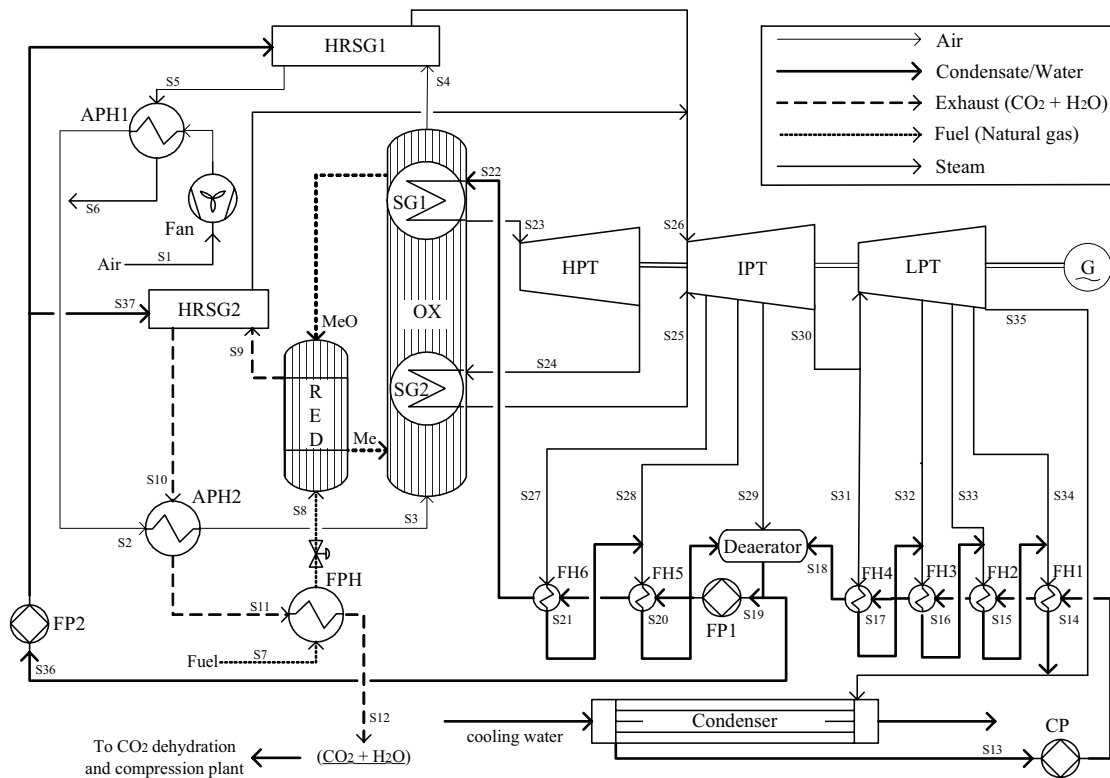 HRSG1
Air
Condensate/Water
Exhaust (CO₂ + H₂O)
Fuel (Natural gas)
Steam
S5
S4
APH1
S6
Fan
Air
S1
SG1
S22
S23
S26
HPT
IPT
LPT
G
S37
HRSG2
MeO
OX
S9
S24
S25
S30
S35
SG2
RED
Me
S10
APH2
S2
S3
S8
S27
S28
S29
S31
S32
S33
S34
Deaerator
FPH
S11
FH6
FH5
S18
FH4
FH3
FH2
FH1
FP2
S21
S20
FP1
S19
S17
S16
S15
S14
Fuel
S7
S36
S12
Condenser
cooling water
CP
S13
To CO₂ dehydration
and compression plant
(CO₂ + H₂O)